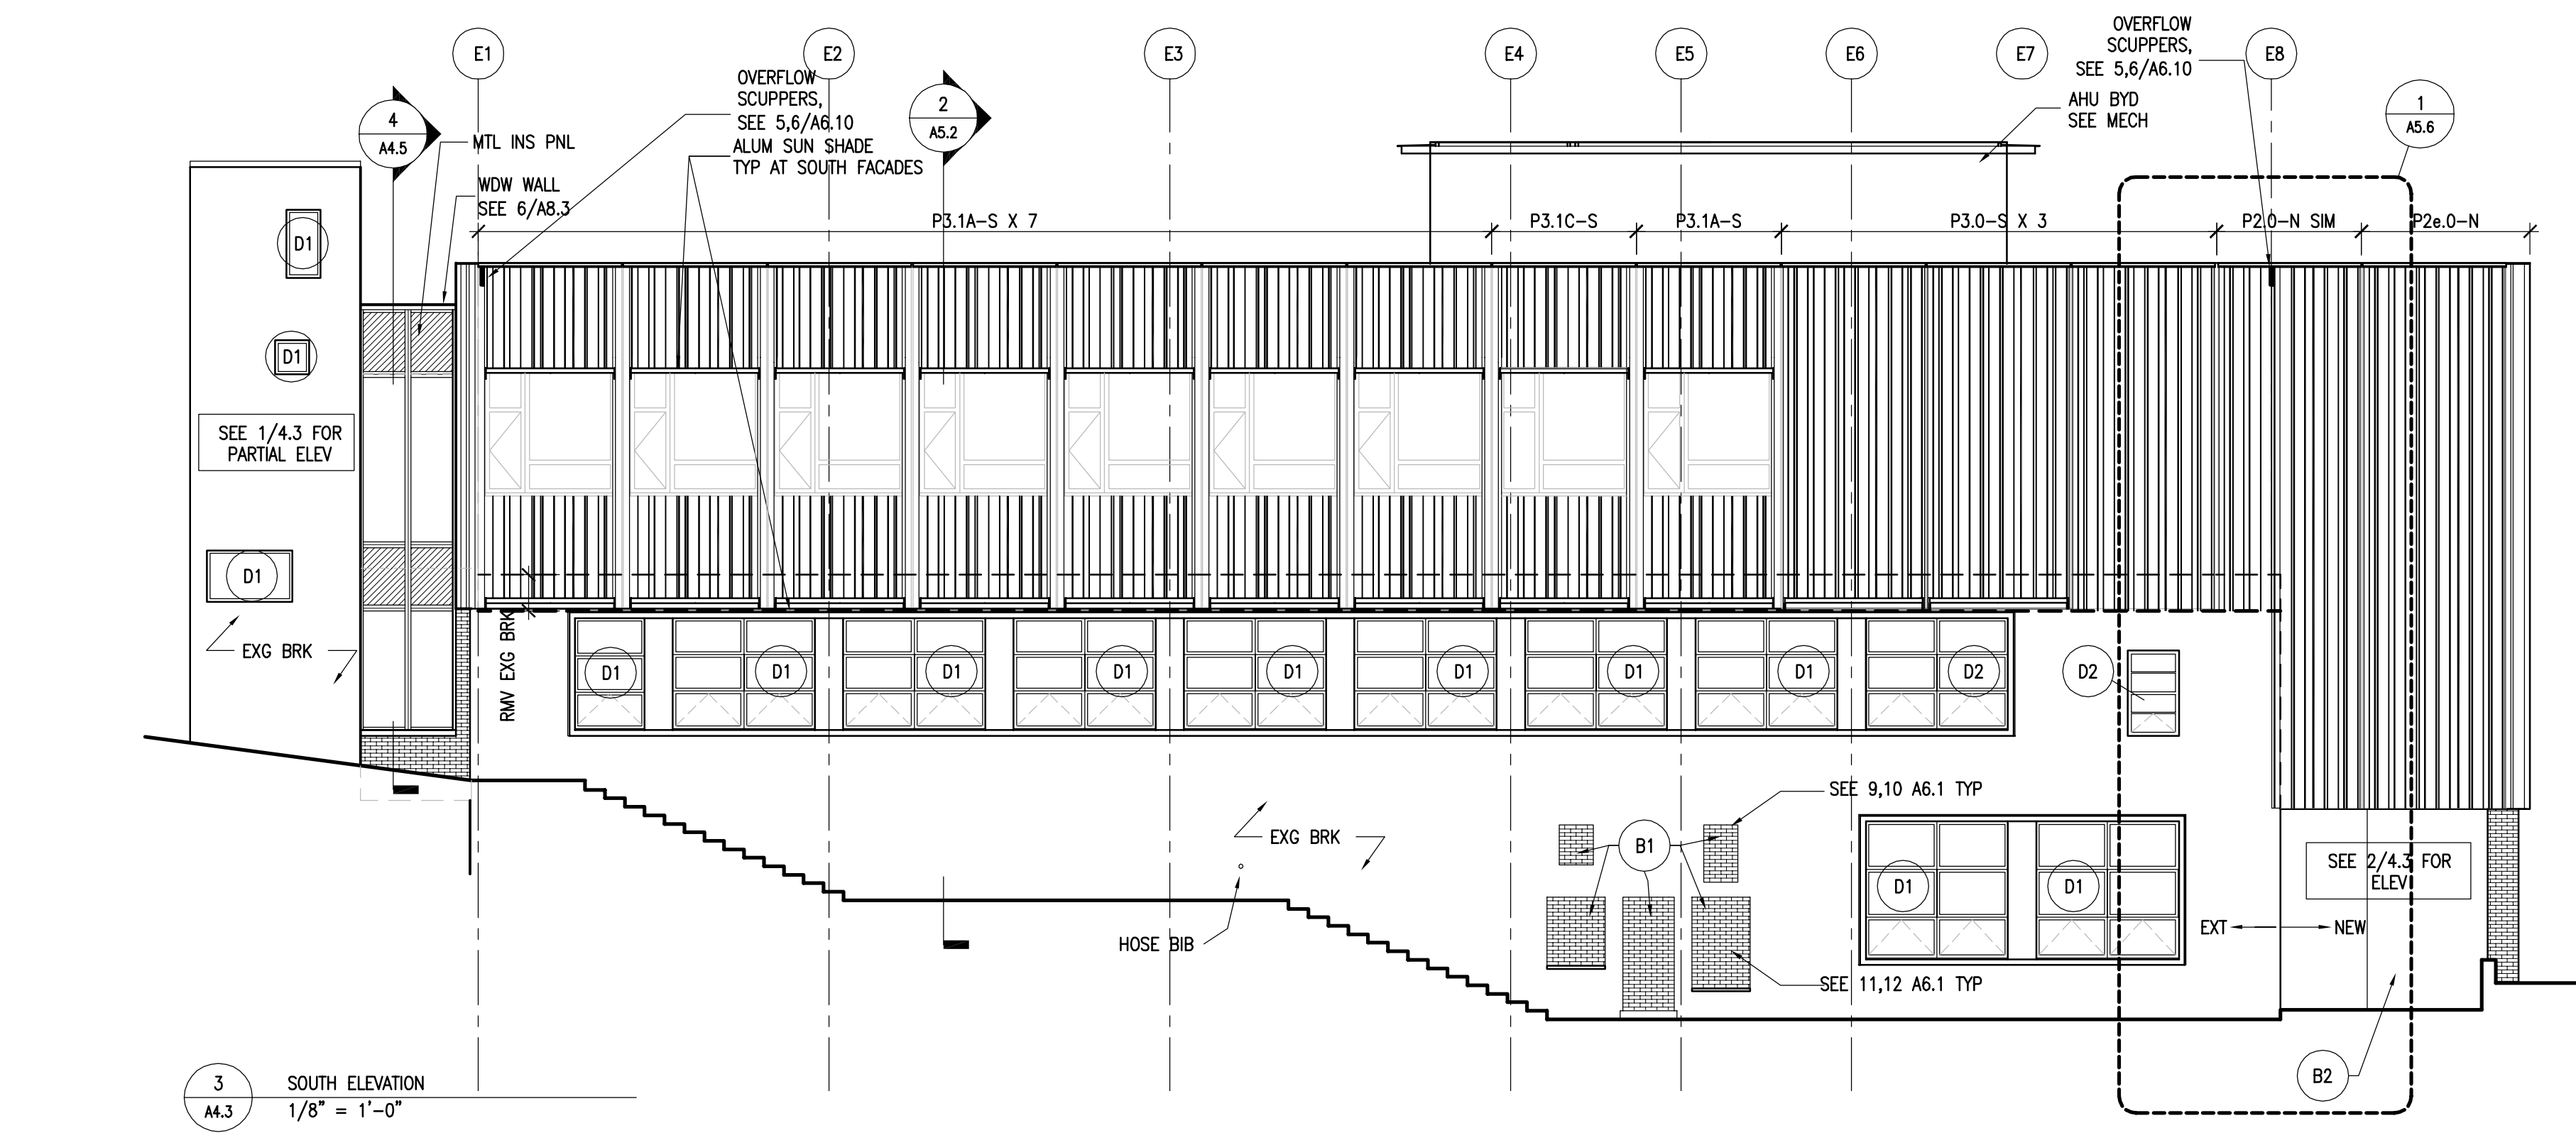 E1
E2
E3
E4
E5
E6
E7
E8
OVERFLOW
SCUPPERS,
SEE 5,6/A6.10
OVERFLOW
SCUPPERS,
SEE 5,6/A6.10
ALUM SUN SHADE
TYP AT SOUTH FACADES
AHU BYD
SEE MECH
4
A4.5
2
A5.2
1
A5.6
MTL INS PNL
WDW WALL
SEE 6/A8.3
P3.1A-S X 7
P3.1C-S
P3.1A-S
P3.0-S X 3
P2.0-N SIM
P2e.0-N
D1
D1
SEE 1/4.3 FOR
PARTIAL ELEV
D1
EXG BRK
RMV EXG BRK
D1
D1
D1
D1
D1
D1
D1
D1
D2
D2
SEE 9,10 A6.1 TYP
EXG BRK
B1
HOSE BIB
SEE 11,12 A6.1 TYP
D1
D1
SEE 2/4.3 FOR
ELEV
EXT
NEW
B2
3
A4.3
SOUTH ELEVATION
1/8" = 1'-0"